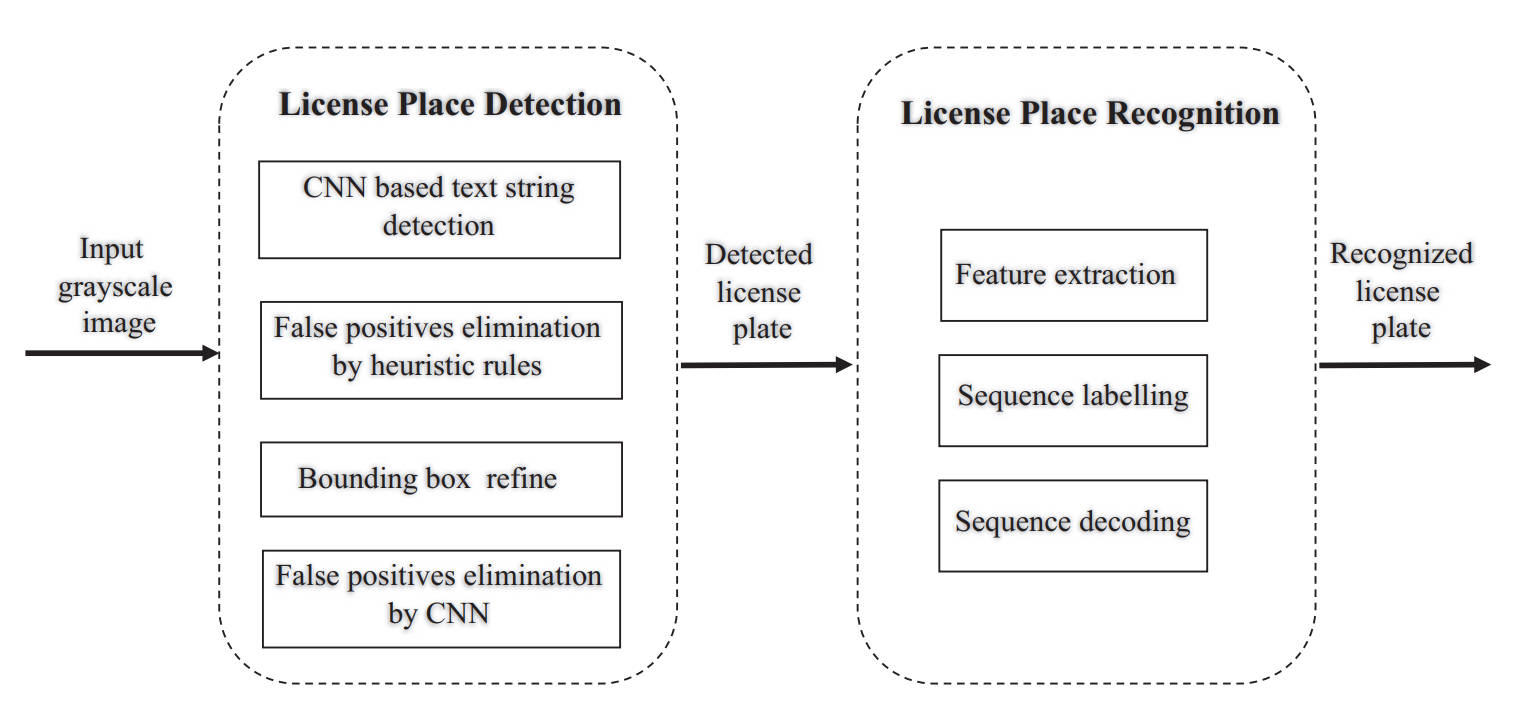 Input
grayscale
image
License Place Detection
CNN based text string
detection
False positives elimination
by heuristic rules
Bounding box refine
False positives elimination
by CNN
Detected
license
plate
License Place Recognition
Feature extraction
Sequence labelling
Sequence decoding
Recognized
license
plate